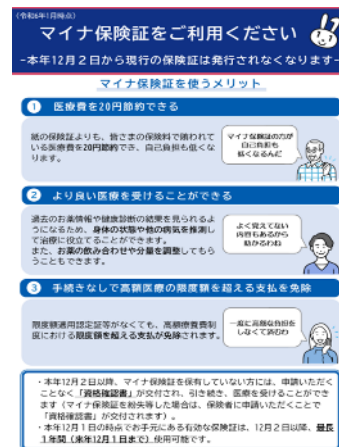 (令和6年1月時点)
マイナ保険証をご利用ください
-本年12月2日から現行の保険証は発行されなくなります-
マイナ保険証を使うメリット
1 医療費を20円節約できる
紙の保険証よりも、皆さまの保険料で賄われて
いる医療費を20円節約でき、自己負担も低くな
ります。
マイナ保険証の方が
自己負担も
低くなるんだ
2 より良い医療を受けることができる
過去のお薬情報や健康診断の結果を見られるよ
うになるため、身体の状態や他の病気を推測し
て治療に役立てることができます。
また、お薬の飲み合わせや分量を調整してもら
うこともできます。
よく覚えてない
内容もあるから
助かるわね
3 手続きなしで高額医療の限度額を超える支払を免除
限度額適用認定証等がなくても、高額療養費制
度における限度額を超える支払が免除されます。
一度に高額な負担を
しなくて済むわ
・本年12月2日以降、マイナ保険証を保有していない方には、申請いただく
ことなく「資格確認書」が交付され、引き続き、医療を受けることができ
ます(マイナ保険証を紛失等した場合は、保険者に申請いただくことで
「資格確認書」が交付されます)。
・本年12月1日の時点でお手元にある有効な保険証は、12月2日以降、最長
1年間(来年12月1日まで)使用可能です。